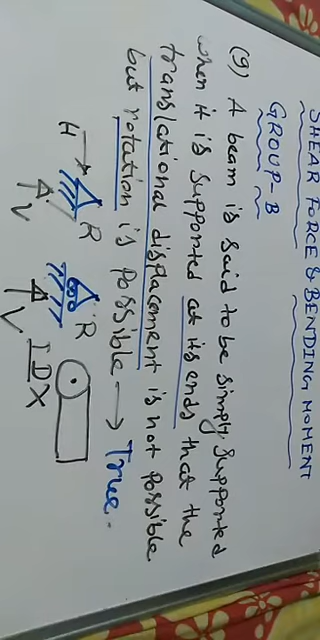 SHEAR FORCE & BENDING MOMENT
GROUP-B
(9) A beam is said to be simply supported
when it is supported at its ends that the
translational displacement is not possible
but rotation is possible → True.
H R R
A V V IDX